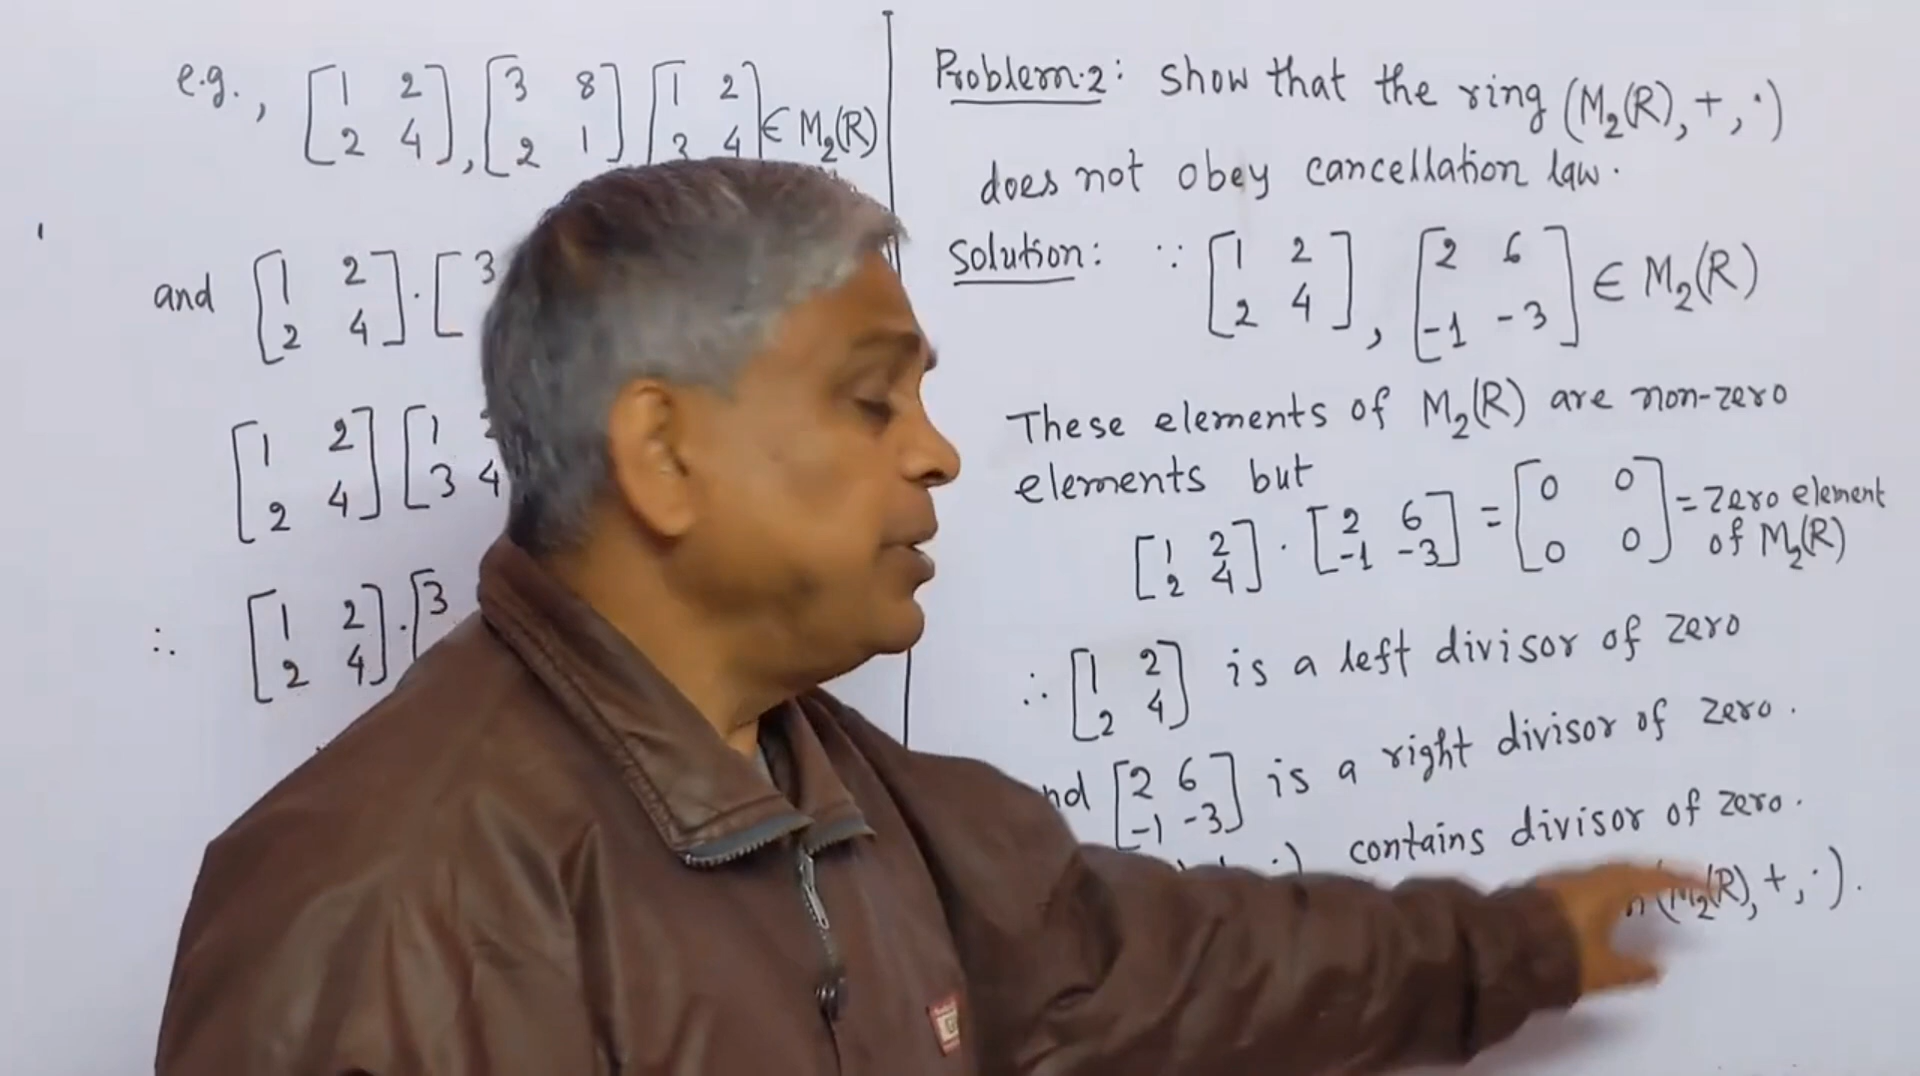 e.g., [1 2
2 4], [3 8
2 1] [1 2
3 4] ∈ M₂(R)
and [1 2
2 4] · [3
[1 2
2 4] [1
3 4
∴ [1 2
2 4] · [3
Problem.2: Show that the ring (M₂(R), +, ·)
does not obey cancellation law.
Solution: ∵ [1 2
2 4], [2 6
-1 -3] ∈ M₂(R)
These elements of M₂(R) are non-zero
elements but
[1 2
2 4] · [2 6
-1 -3] = [0 0
0 0] = zero element
of M₂(R)
∴ [1 2
2 4] is a left divisor of zero
nd [2 6
-1 -3] is a right divisor of zero.
·) contains divisor of zero.
n (M₂(R), +, ·).